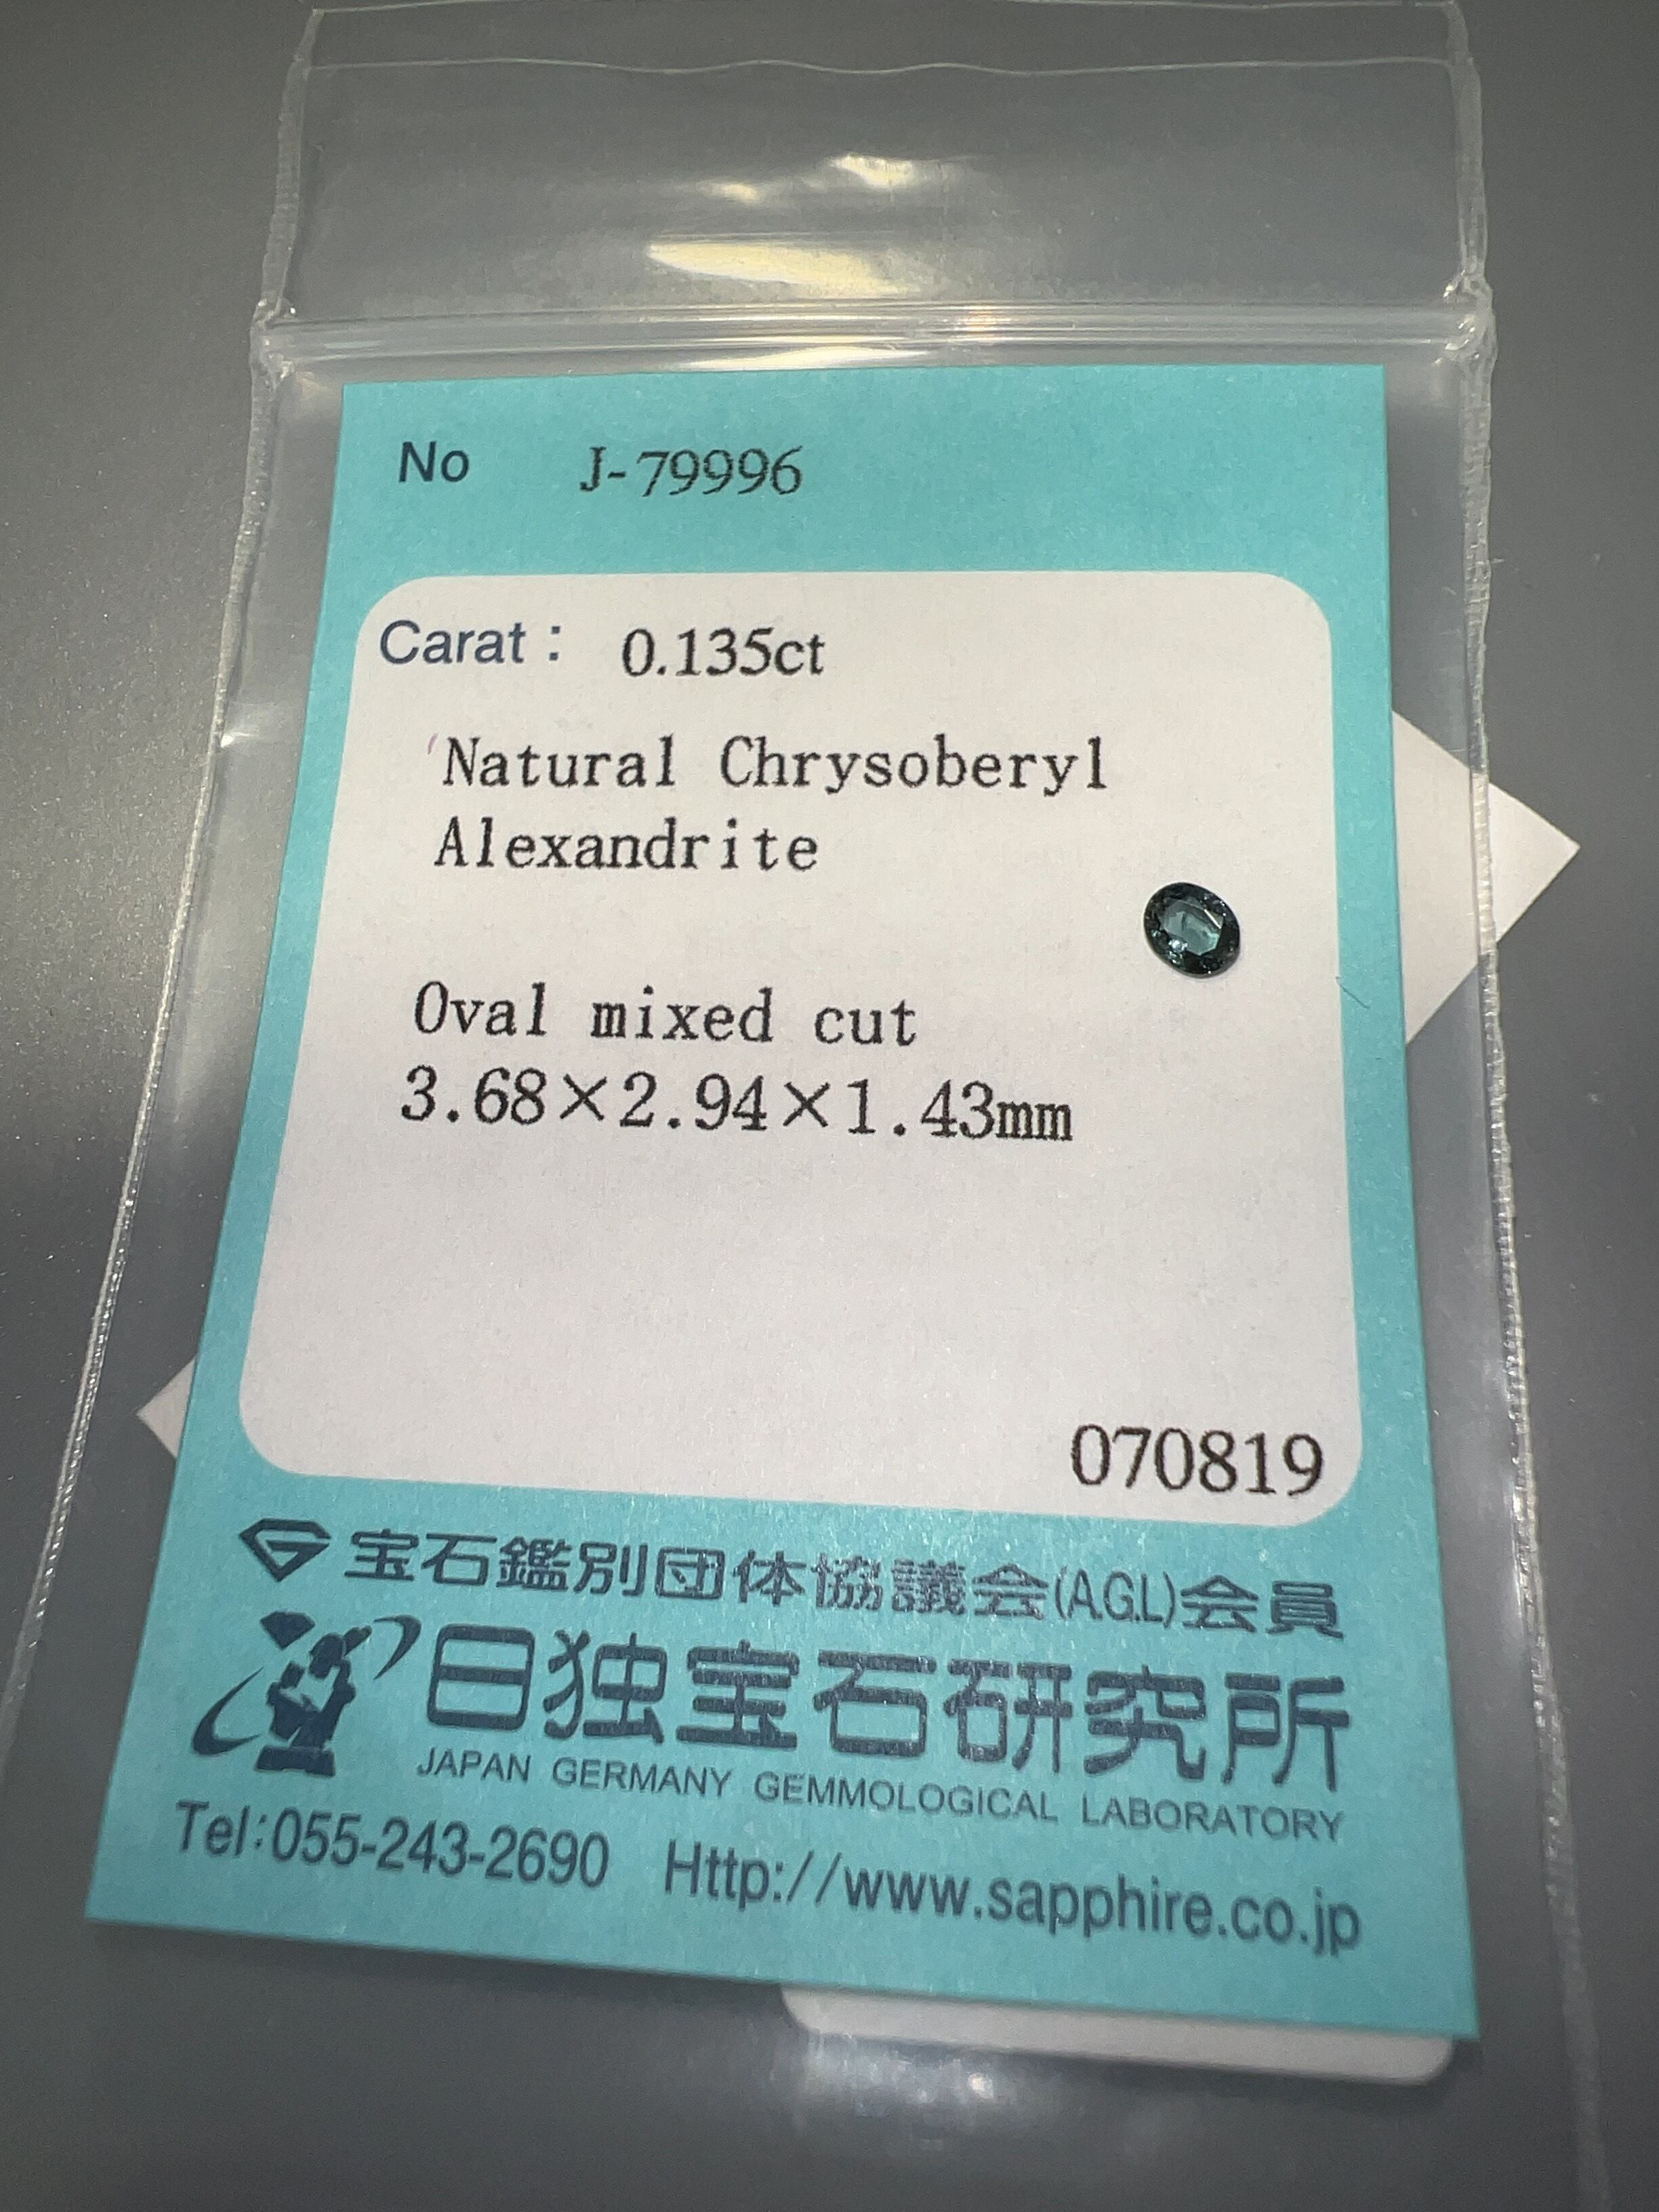 No J-79996
Carat： 0.135ct
Natural Chrysoberyl
Alexandrite
Oval mixed cut
3.68×2.94×1.43mm
070819
宝石鑑別団体協議会(A.G.L)会員
日独宝石研究所
JAPAN GERMANY GEMMOLOGICAL LABORATORY
Tel:055-243-2690 Http://www.sapphire.co.jp